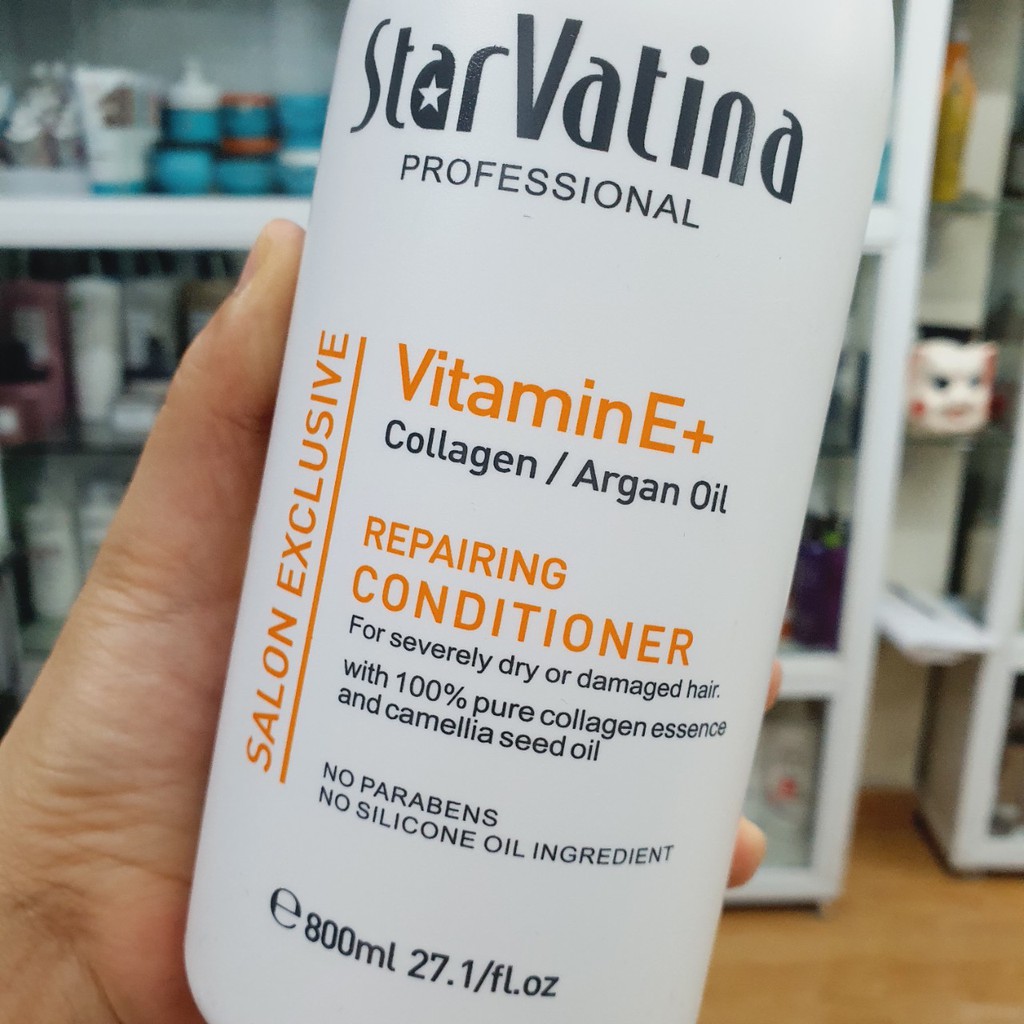 StarVatina
PROFESSIONAL
SALON EXCLUSIVE
VitaminE+
Collagen / Argan Oil
REPAIRING
CONDITIONER
For severely dry or damaged hair.
with 100% pure collagen essence
and camellia seed oil
NO PARABENS
NO SILICONE OIL INGREDIENT
℮800ml 27.1/fl.oz